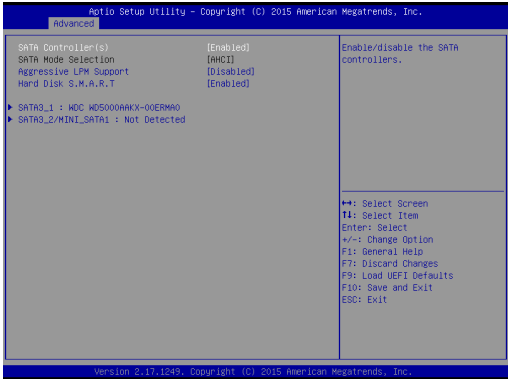 Aptio Setup Utility – Copyright (C) 2015 American Megatrends, Inc.
Advanced
SATA Controller(s) [Enabled]
SATA Mode Selection [AHCI]
Aggressive LPM Support [Disabled]
Hard Disk S.M.A.R.T [Enabled]
SATA3_1 : WDC WD5000AAKX-00ERMA0
SATA3_2/MINI_SATA1 : Not Detected
Enable/disable the SATA
controllers.
↔: Select Screen
↑↓: Select Item
Enter: Select
+/-: Change Option
F1: General Help
F7: Discard Changes
F9: Load UEFI Defaults
F10: Save and Exit
ESC: Exit
Version 2.17.1249. Copyright (C) 2015 American Megatrends, Inc.